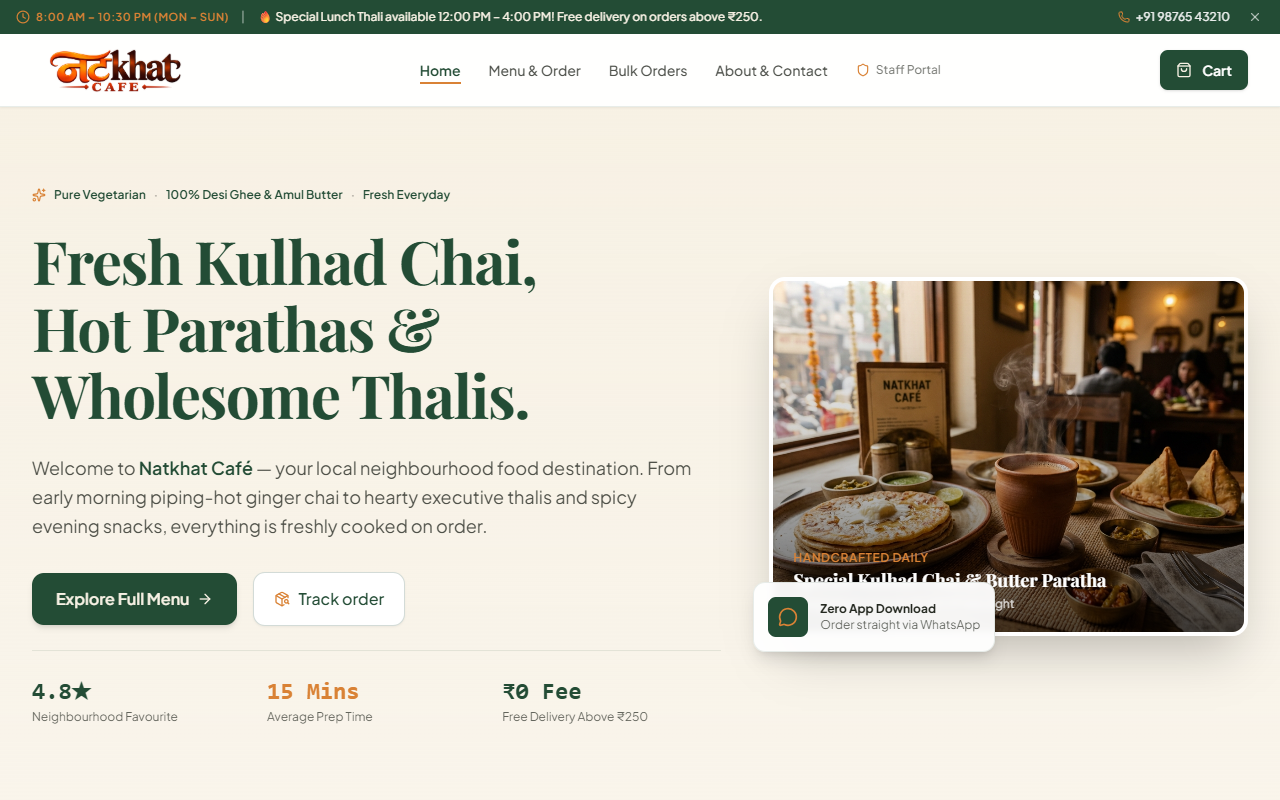 8:00 AM – 10:30 PM (MON – SUN)
Special Lunch Thali available 12:00 PM – 4:00 PM! Free delivery on orders above ₹250.
+91 98765 43210
नटkhat
CAFE
Home
Menu & Order
Bulk Orders
About & Contact
Staff Portal
Cart
Pure Vegetarian · 100% Desi Ghee & Amul Butter · Fresh Everyday
Fresh Kulhad Chai,
Hot Parathas &
Wholesome Thalis.
Welcome to Natkhat Café — your local neighbourhood food destination. From
early morning piping-hot ginger chai to hearty executive thalis and spicy
evening snacks, everything is freshly cooked on order.
Explore Full Menu
Track order
4.8★
Neighbourhood Favourite
15 Mins
Average Prep Time
₹0 Fee
Free Delivery Above ₹250
NATKHAT
CAFÉ
HANDCRAFTED DAILY
Special Kulhad Chai & Butter Paratha
Zero App Download
Order straight via WhatsApp